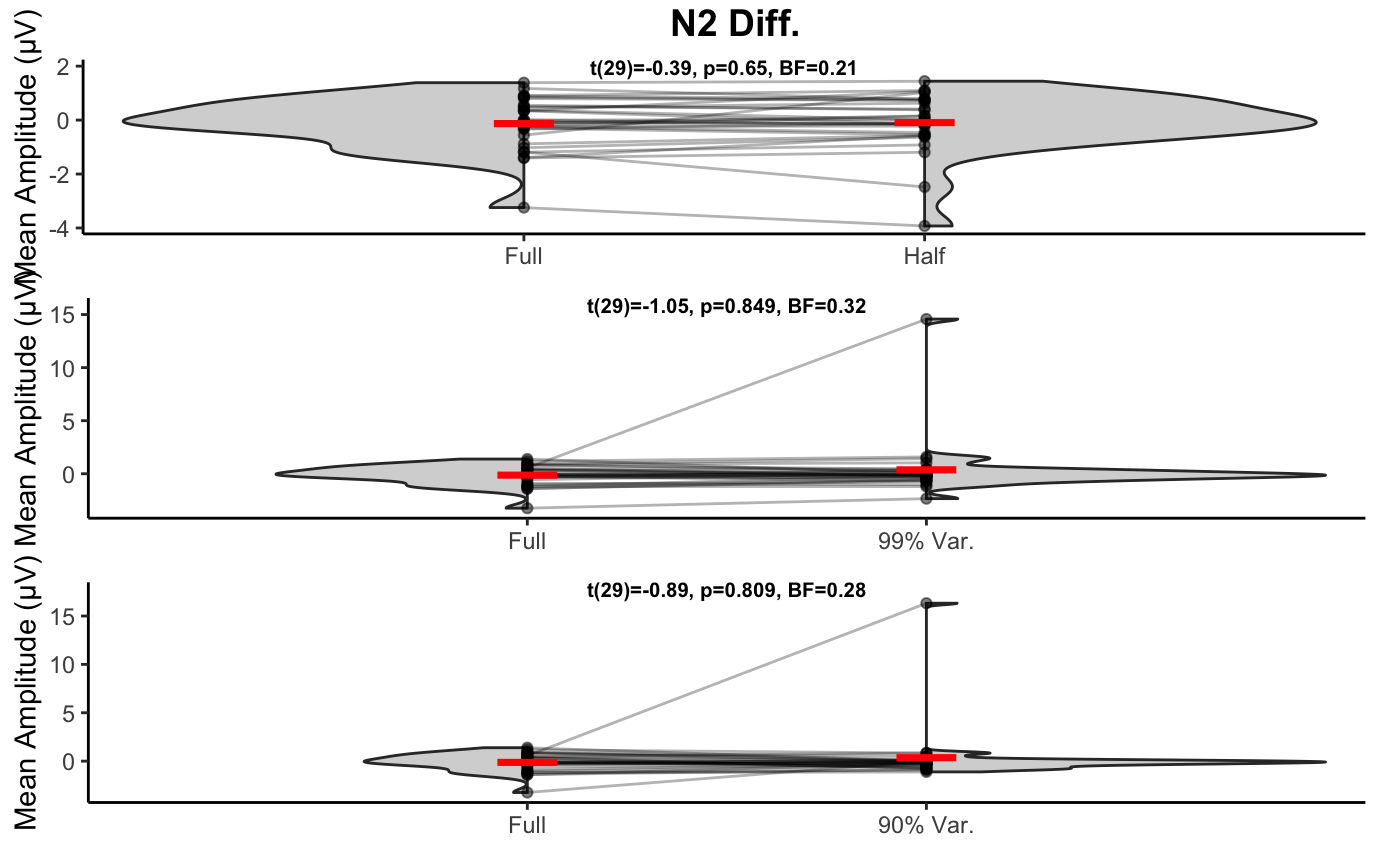 N2 Diff.
Mean Amplitude (µV)
t(29)=-0.39, p=0.65, BF=0.21
2
0
-2
-4
Full
Half
Mean Amplitude (µV)
t(29)=-1.05, p=0.849, BF=0.32
15
10
5
0
Full
99% Var.
Mean Amplitude (µV)
t(29)=-0.89, p=0.809, BF=0.28
15
10
5
0
Full
90% Var.